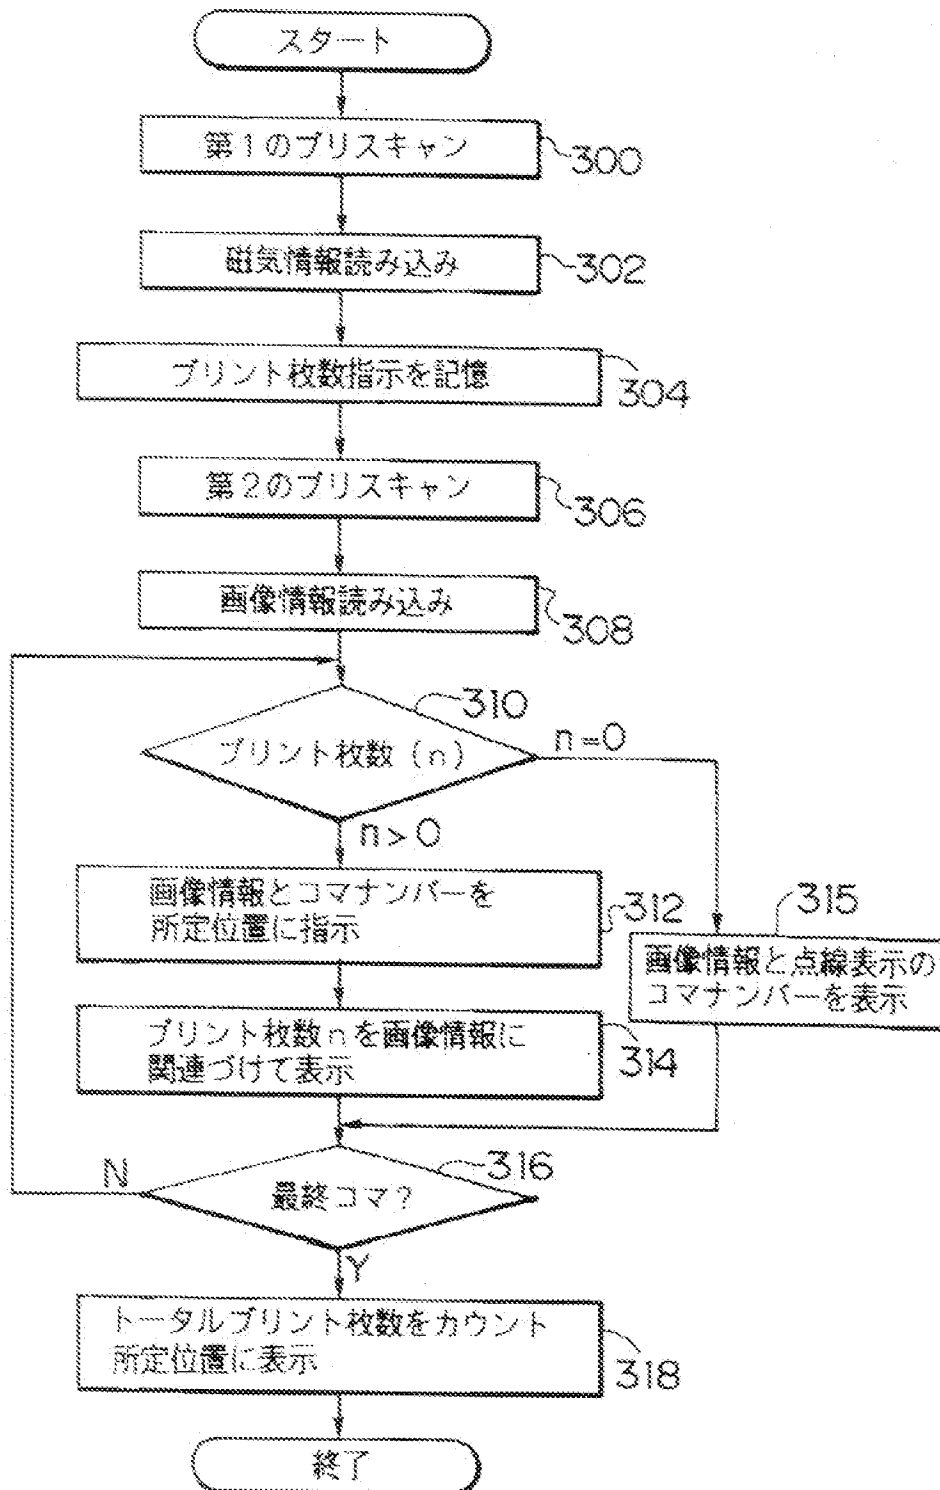 スタート
第1のプリスキャン
300
磁気情報読み込み
302
プリント枚数指示を記憶
304
第2のプリスキャン
306
画像情報読み込み
308
310
プリント枚数(n)
n=0
n>0
画像情報とコマナンバーを
所定位置に指示
312
315
画像情報と点線表示の
コマナンバーを表示
プリント枚数nを画像情報に
関連づけて表示
314
N
316
最終コマ?
Y
トータルプリント枚数をカウント
所定位置に表示
318
終了